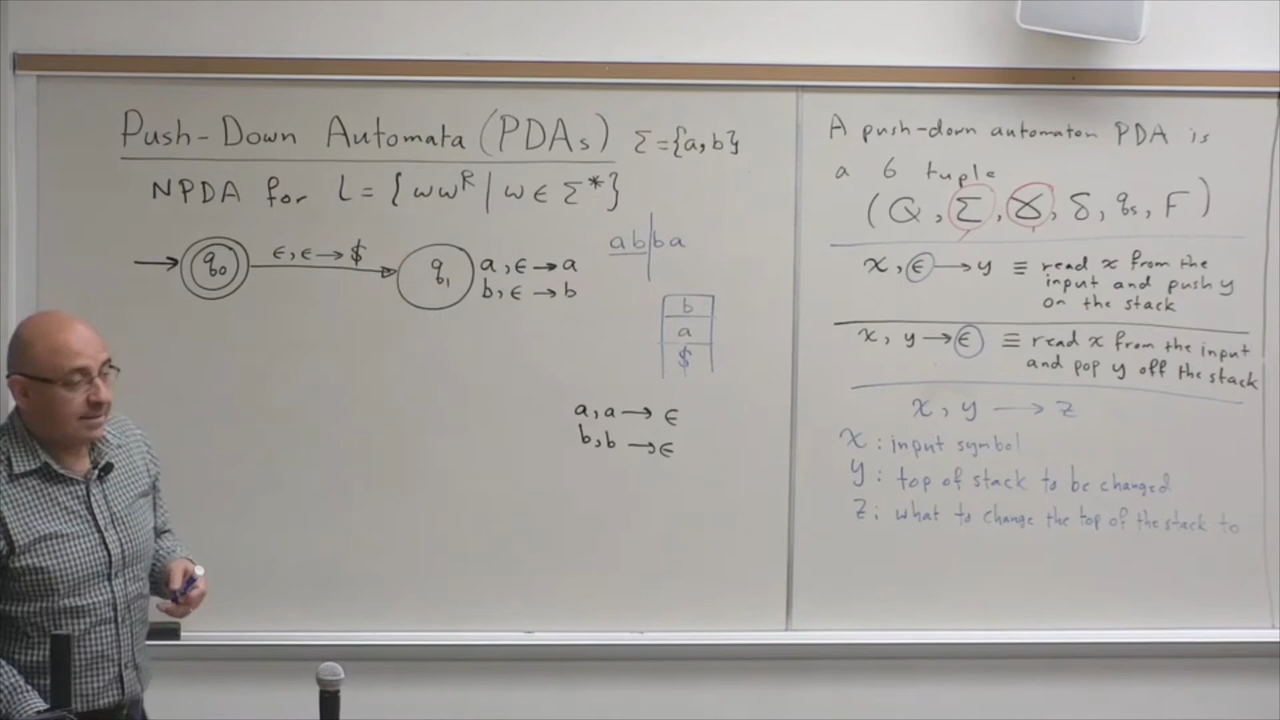 Push-Down Automata (PDAs) Σ={a,b}
NPDA for L = { ww^R | w ∈ Σ* }
q₀
ϵ,ϵ→$
q₁
a,ϵ→a
b,ϵ→b
ab|ba
b
a
$
a,a→ϵ
b,b→ϵ
A push-down automaton PDA is
a 6 tuple
(Q, Σ, Ɣ, δ, qs, F)
x,ϵ→y ≡ read x from the
input and push y
on the stack
x,y→ϵ ≡ read x from the input
and pop y off the stack
x,y→z
x: input symbol
y: top of stack to be changed
z: what to change the top of the stack to